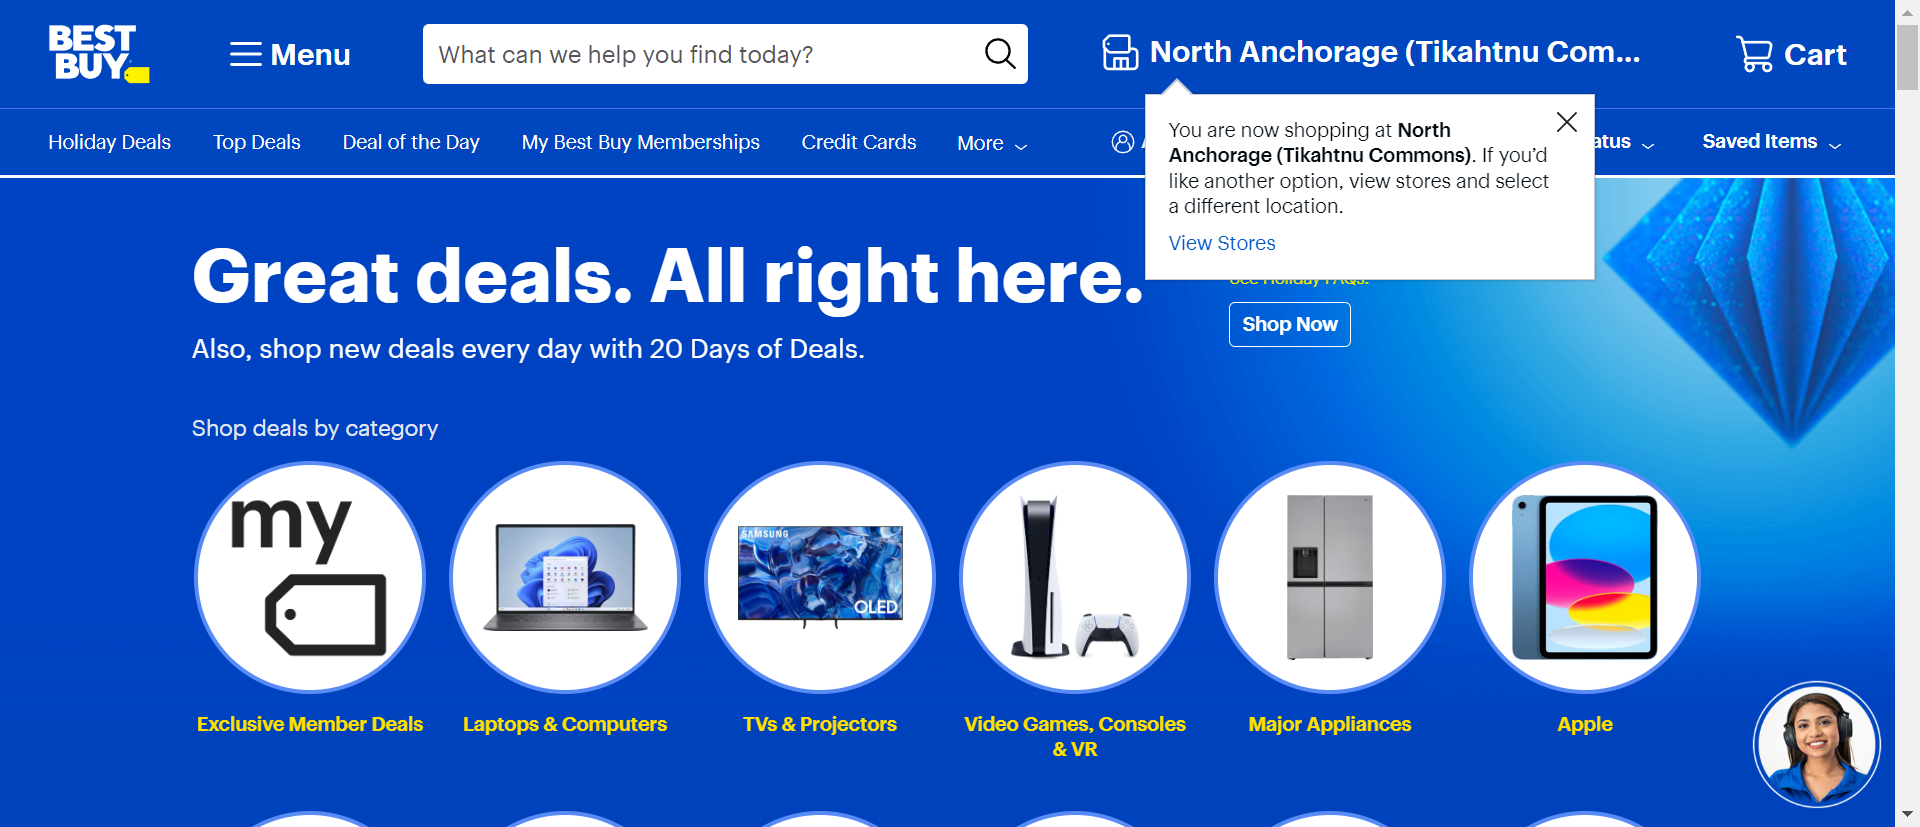 BEST
BUY
Menu
What can we help you find today?
North Anchorage (Tikahtnu Com...
Cart
Holiday Deals
Top Deals
Deal of the Day
My Best Buy Memberships
Credit Cards
More
Saved Items
You are now shopping at North
Anchorage (Tikahtnu Commons). If you’d
like another option, view stores and select
a different location.
View Stores
Great deals. All right here.
See Holiday FAQs.
Shop Now
Also, shop new deals every day with 20 Days of Deals.
Shop deals by category
my
SAMSUNG
OLED
Exclusive Member Deals
Laptops & Computers
TVs & Projectors
Video Games, Consoles
& VR
Major Appliances
Apple